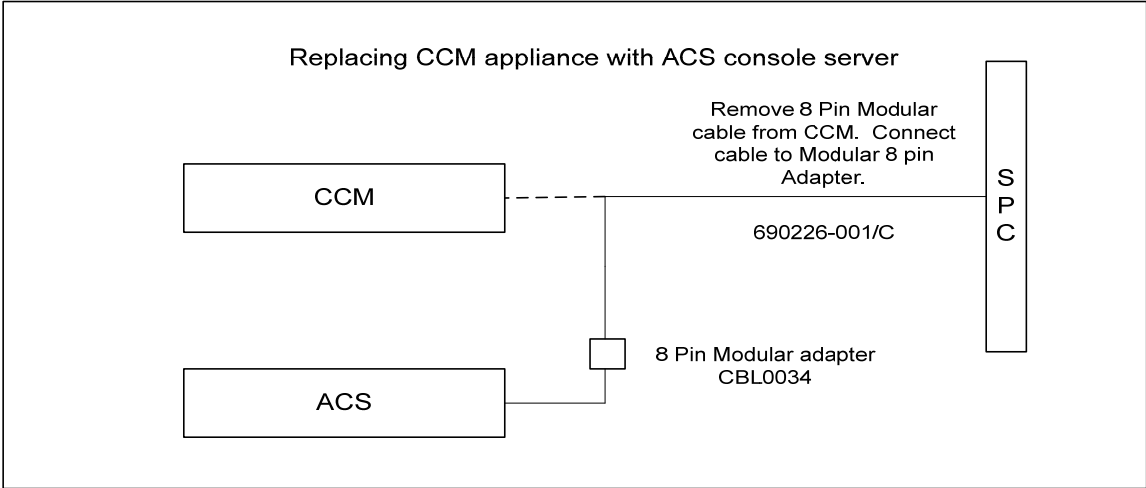 Replacing CCM appliance with ACS console server
Remove 8 Pin Modular
cable from CCM. Connect
cable to Modular 8 pin
Adapter.
CCM
S
P
C
690226-001/C
8 Pin Modular adapter
CBL0034
ACS